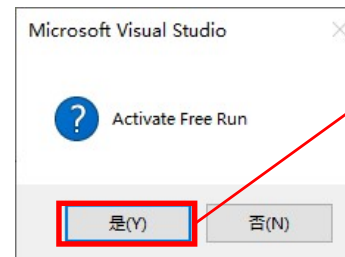 Microsoft Visual Studio
Activate Free Run
是(Y)
否(N)